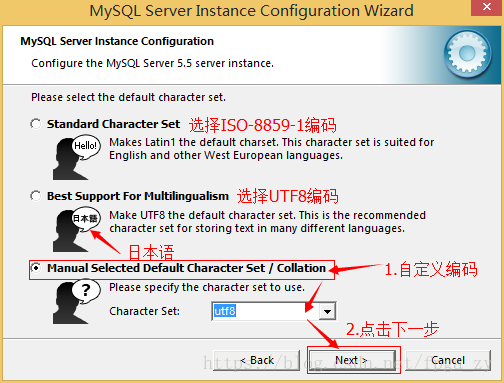 MySQL Server Instance Configuration Wizard
MySQL Server Instance Configuration
Configure the MySQL Server 5.5 server instance.
Please select the default character set.
Standard Character Set 选择ISO-8859-1编码
Hello!
Makes Latin1 the default charset. This character set is suited for
English and other West European languages.
Best Support For Multilingualism 选择UTF8编码
日本語
Make UTF8 the default character set. This is the recommended
character set for storing text in many different languages.
日本语
Manual Selected Default Character Set / Collation
1.自定义编码
?
Please specify the character set to use.
Character Set: utf8
2.点击下一步
< Back Next > Cancel
https://blog.csdn.net/fpga_zy